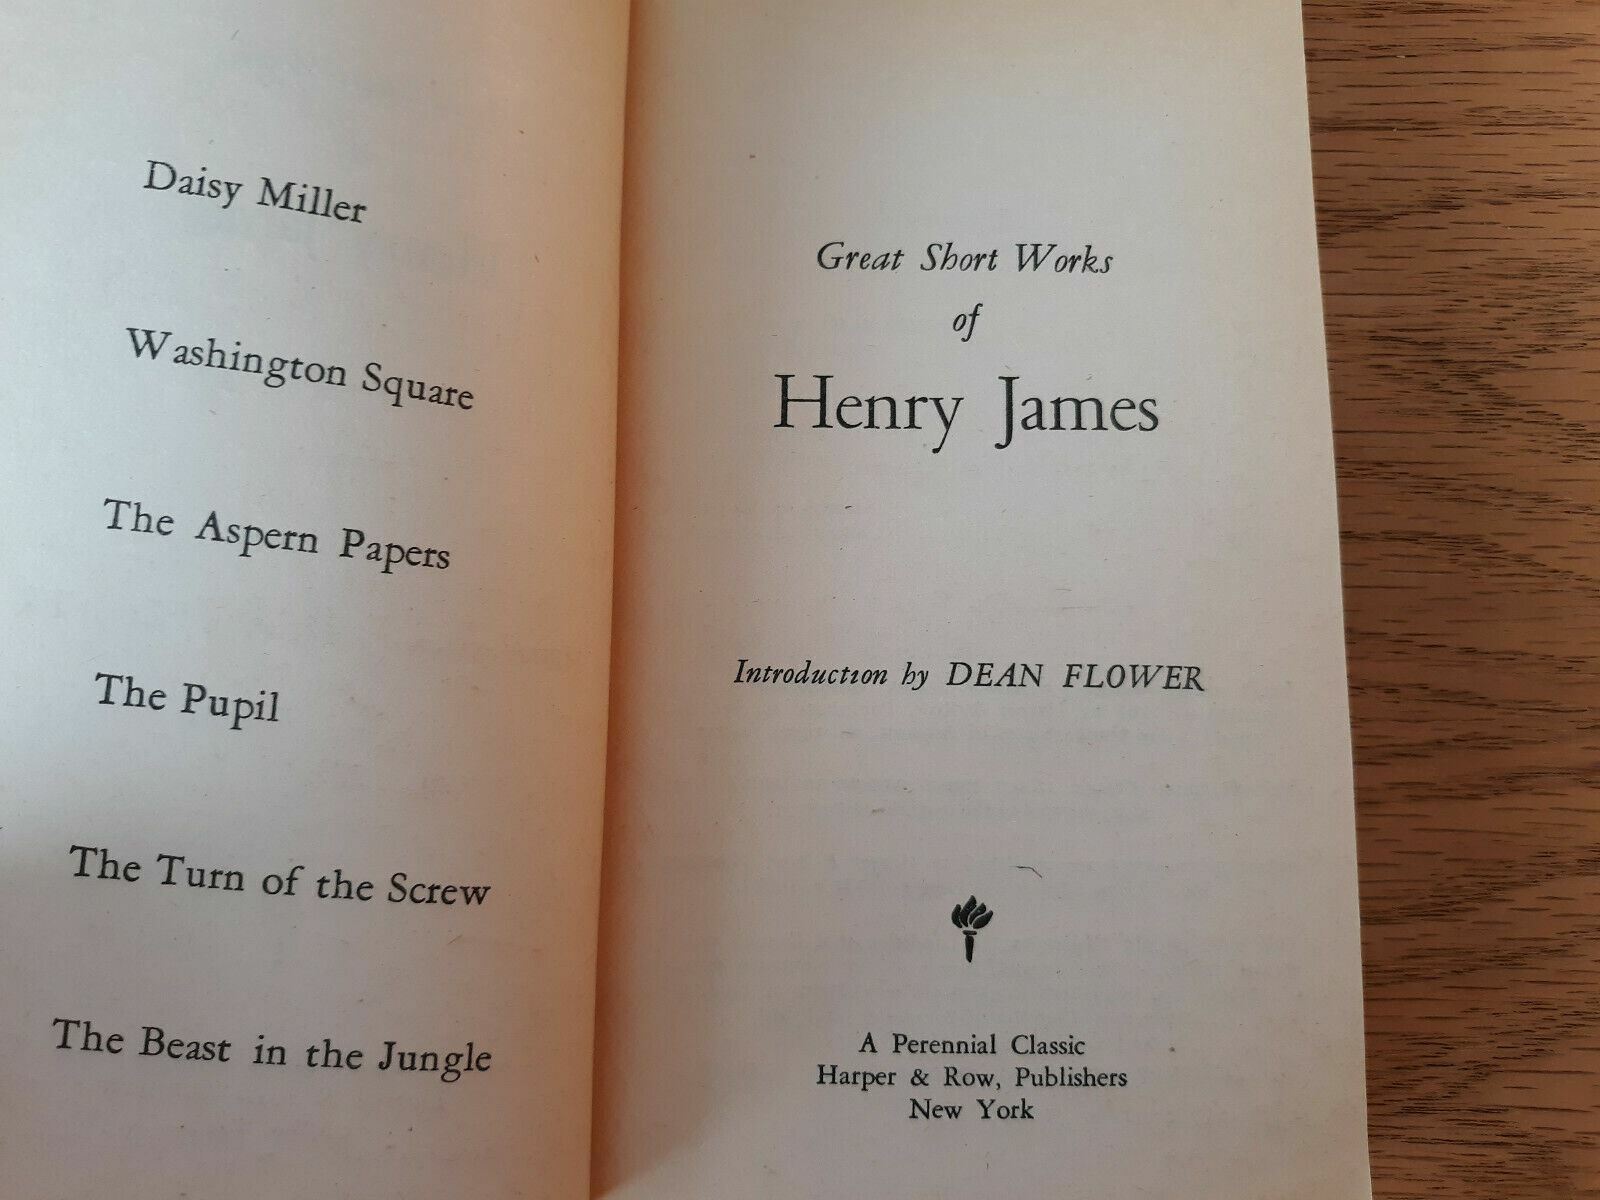 Daisy Miller
Washington Square
The Aspern Papers
The Pupil
The Turn of the Screw
The Beast in the Jungle
Great Short Works
of
Henry James
Introduction by DEAN FLOWER
A Perennial Classic
Harper & Row, Publishers
New York